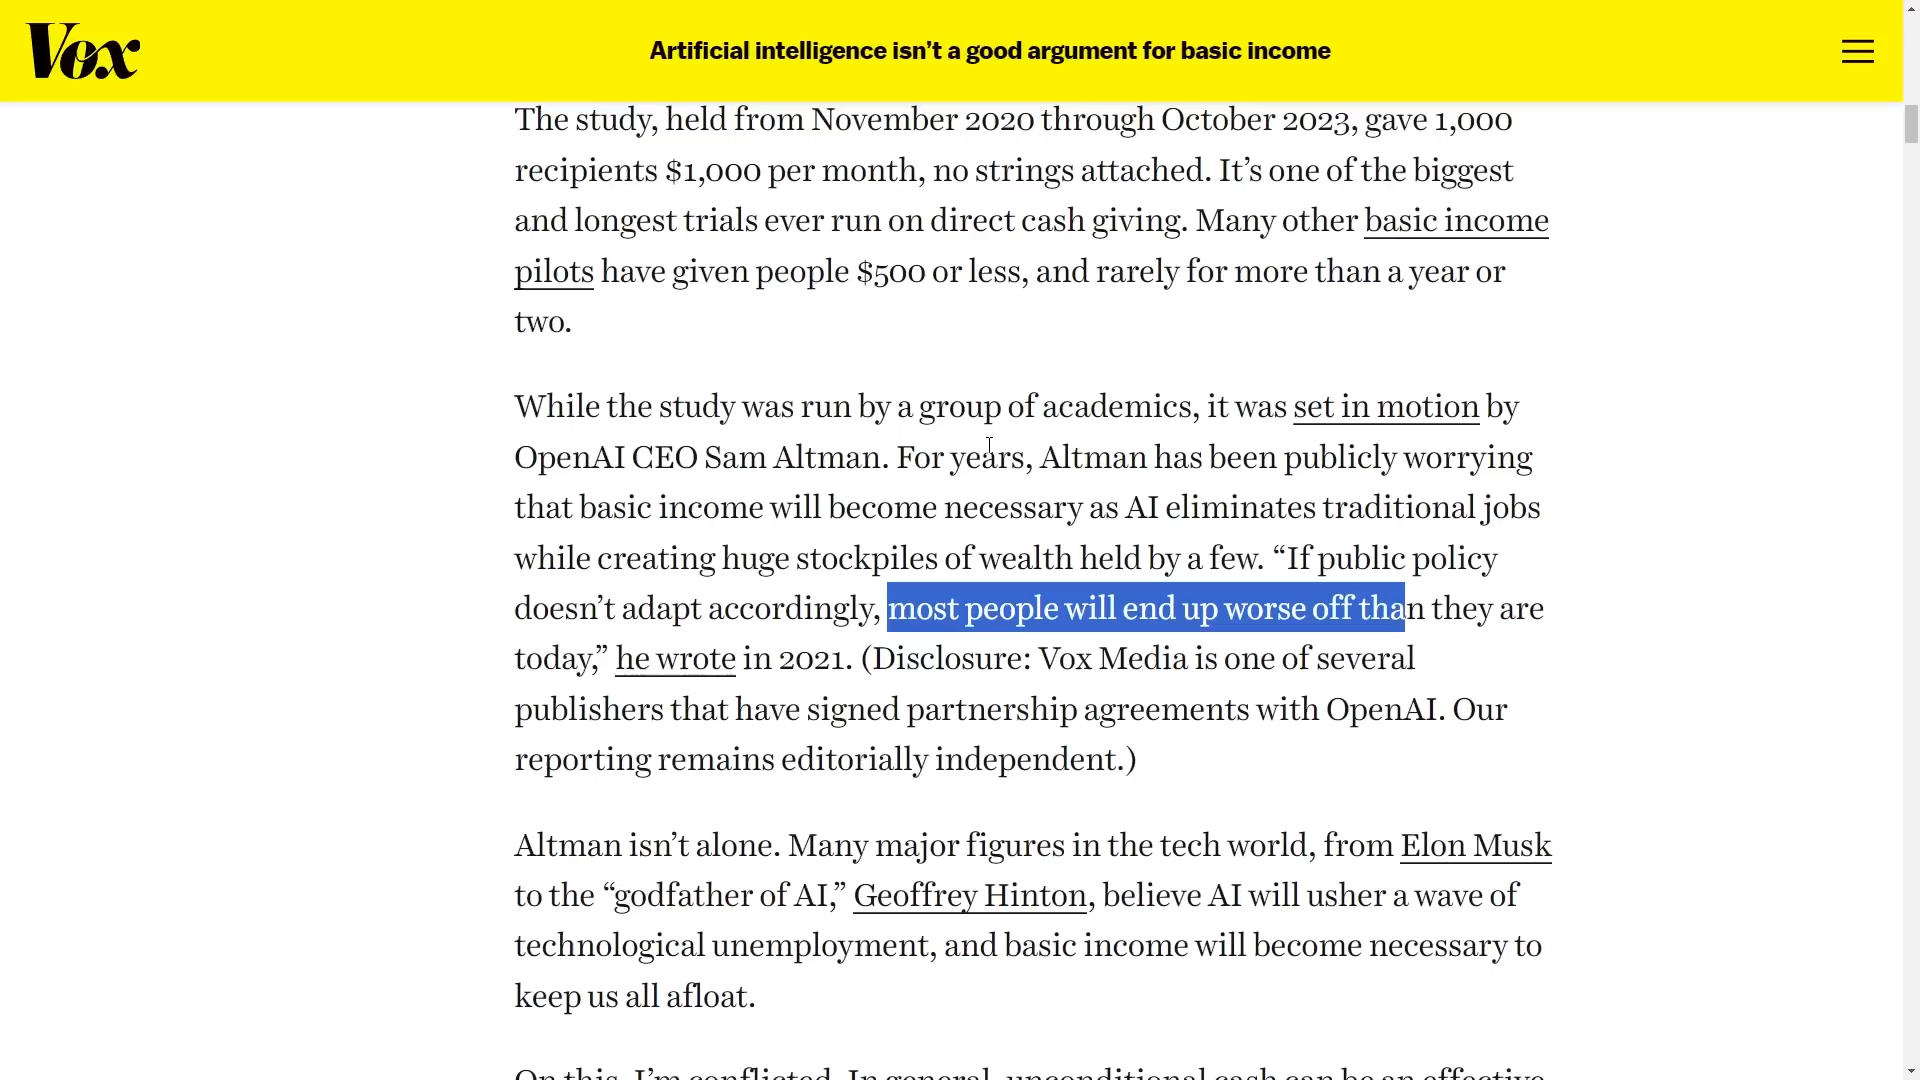 Vox
Artificial intelligence isn’t a good argument for basic income
The study, held from November 2020 through October 2023, gave 1,000
recipients $1,000 per month, no strings attached. It’s one of the biggest
and longest trials ever run on direct cash giving. Many other basic income
pilots have given people $500 or less, and rarely for more than a year or
two.
While the study was run by a group of academics, it was set in motion by
OpenAI CEO Sam Altman. For years, Altman has been publicly worrying
that basic income will become necessary as AI eliminates traditional jobs
while creating huge stockpiles of wealth held by a few. “If public policy
doesn’t adapt accordingly, most people will end up worse off than they are
today,” he wrote in 2021. (Disclosure: Vox Media is one of several
publishers that have signed partnership agreements with OpenAI. Our
reporting remains editorially independent.)
Altman isn’t alone. Many major figures in the tech world, from Elon Musk
to the “godfather of AI,” Geoffrey Hinton, believe AI will usher a wave of
technological unemployment, and basic income will become necessary to
keep us all afloat.
On this, I’m conflicted. In general, unconditional cash can be an effective